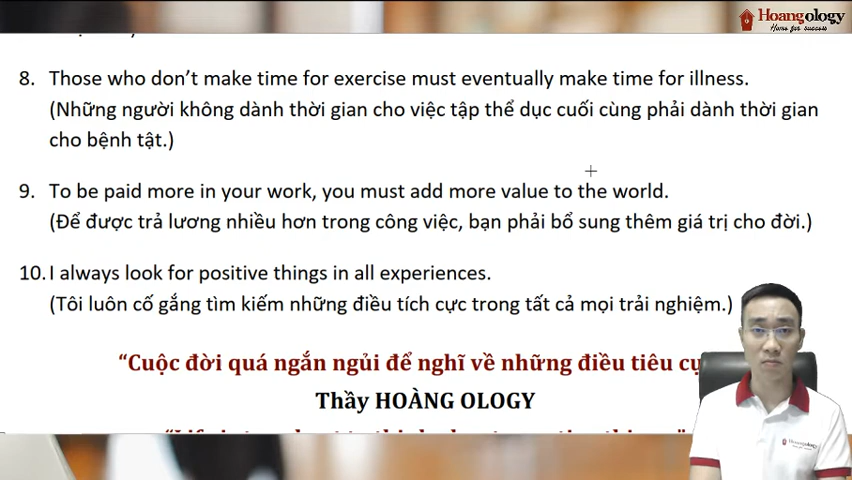 Hoangology
Home for success
8. Those who don't make time for exercise must eventually make time for illness.
(Những người không dành thời gian cho việc tập thể dục cuối cùng phải dành thời gian
cho bệnh tật.)
9. To be paid more in your work, you must add more value to the world.
(Để được trả lương nhiều hơn trong công việc, bạn phải bổ sung thêm giá trị cho đời.)
10. I always look for positive things in all experiences.
(Tôi luôn cố gắng tìm kiếm những điều tích cực trong tất cả mọi trải nghiệm.)
“Cuộc đời quá ngắn ngủi để nghĩ về những điều tiêu
Thầy HOÀNG OLOGY